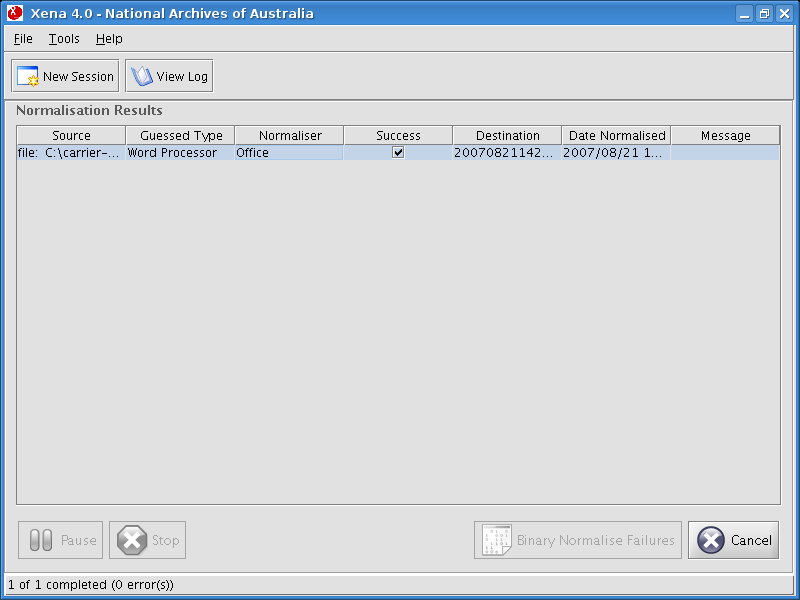 Xena 4.0 - National Archives of Australia
File Tools Help
New Session View Log
Normalisation Results
Source Guessed Type Normaliser Success Destination Date Normalised Message
file: C:\carrier-... Word Processor Office 20070821142... 2007/08/21 1...
Pause Stop Binary Normalise Failures Cancel
1 of 1 completed (0 error(s))